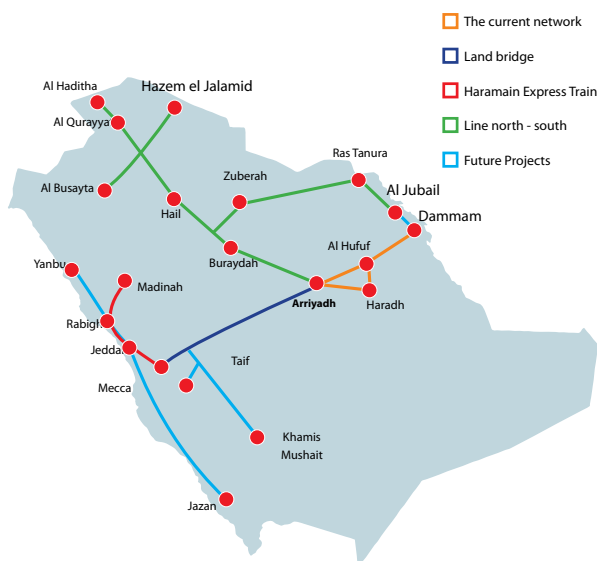 The current network
Land bridge
Haramain Express Train
Line north - south
Future Projects
Al Haditha
Hazem el Jalamid
Al Qurayya
Ras Tanura
Zuberah
Al Busayta
Al Jubail
Hail
Dammam
Al Hufuf
Yanbu
Buraydah
Madinah
Arriyadh
Haradh
Rabigh
Jedda
Taif
Mecca
Khamis
Mushait
Jazan